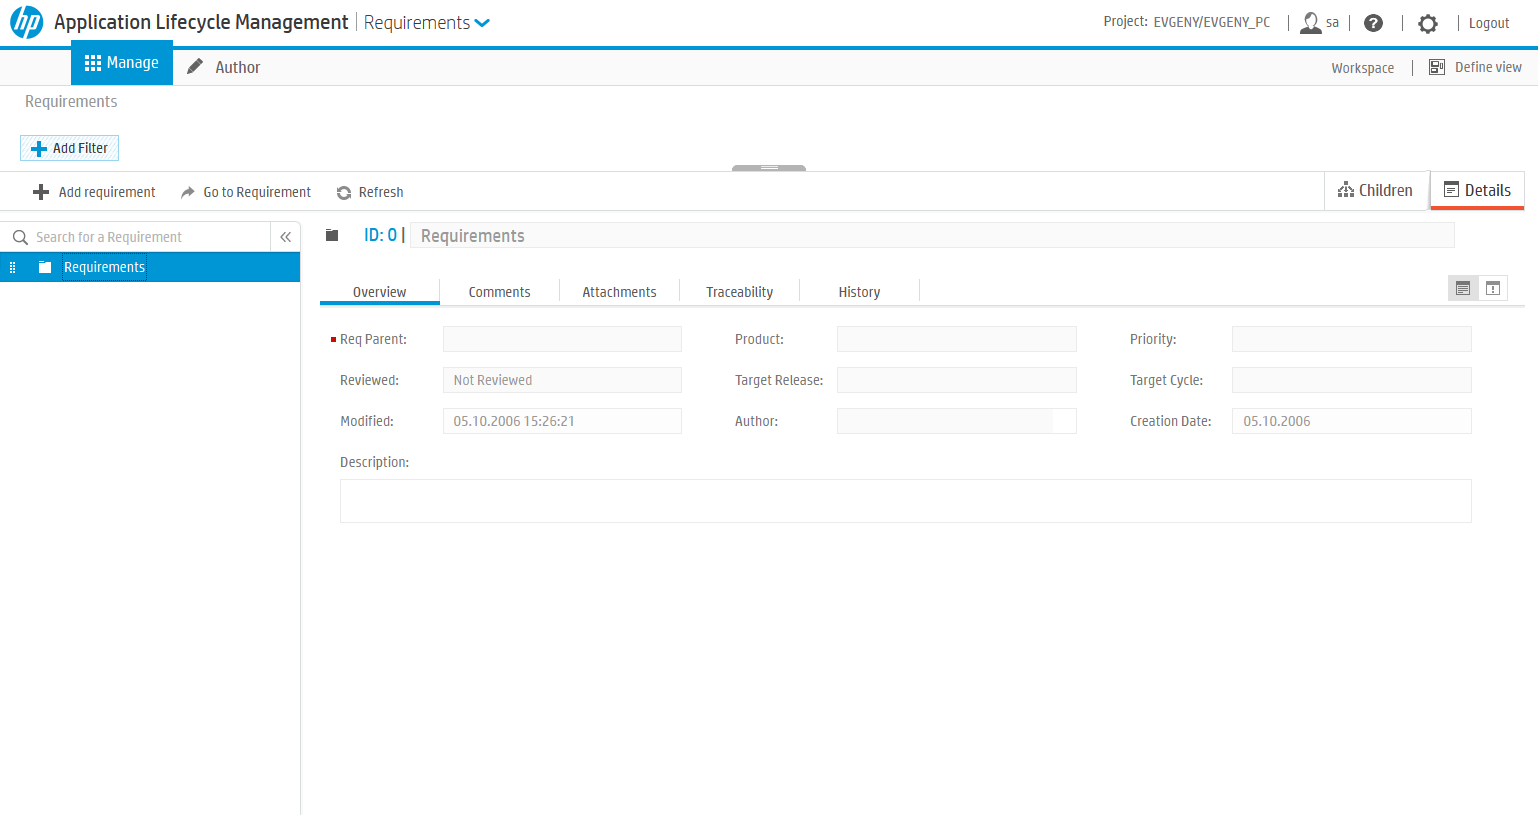 hp Application Lifecycle Management | Requirements Project: EVGENY/EVGENY_PC | sa | ? | | Logout
Manage Author Workspace | Define view
Requirements
Add Filter
Add requirement Go to Requirement Refresh Children Details
Search for a Requirement « ID: 0 | Requirements
Requirements
Overview Comments Attachments Traceability History
Req Parent: Product: Priority:
Reviewed: Not Reviewed Target Release: Target Cycle:
Modified: 05.10.2006 15:26:21 Author: Creation Date: 05.10.2006
Description: